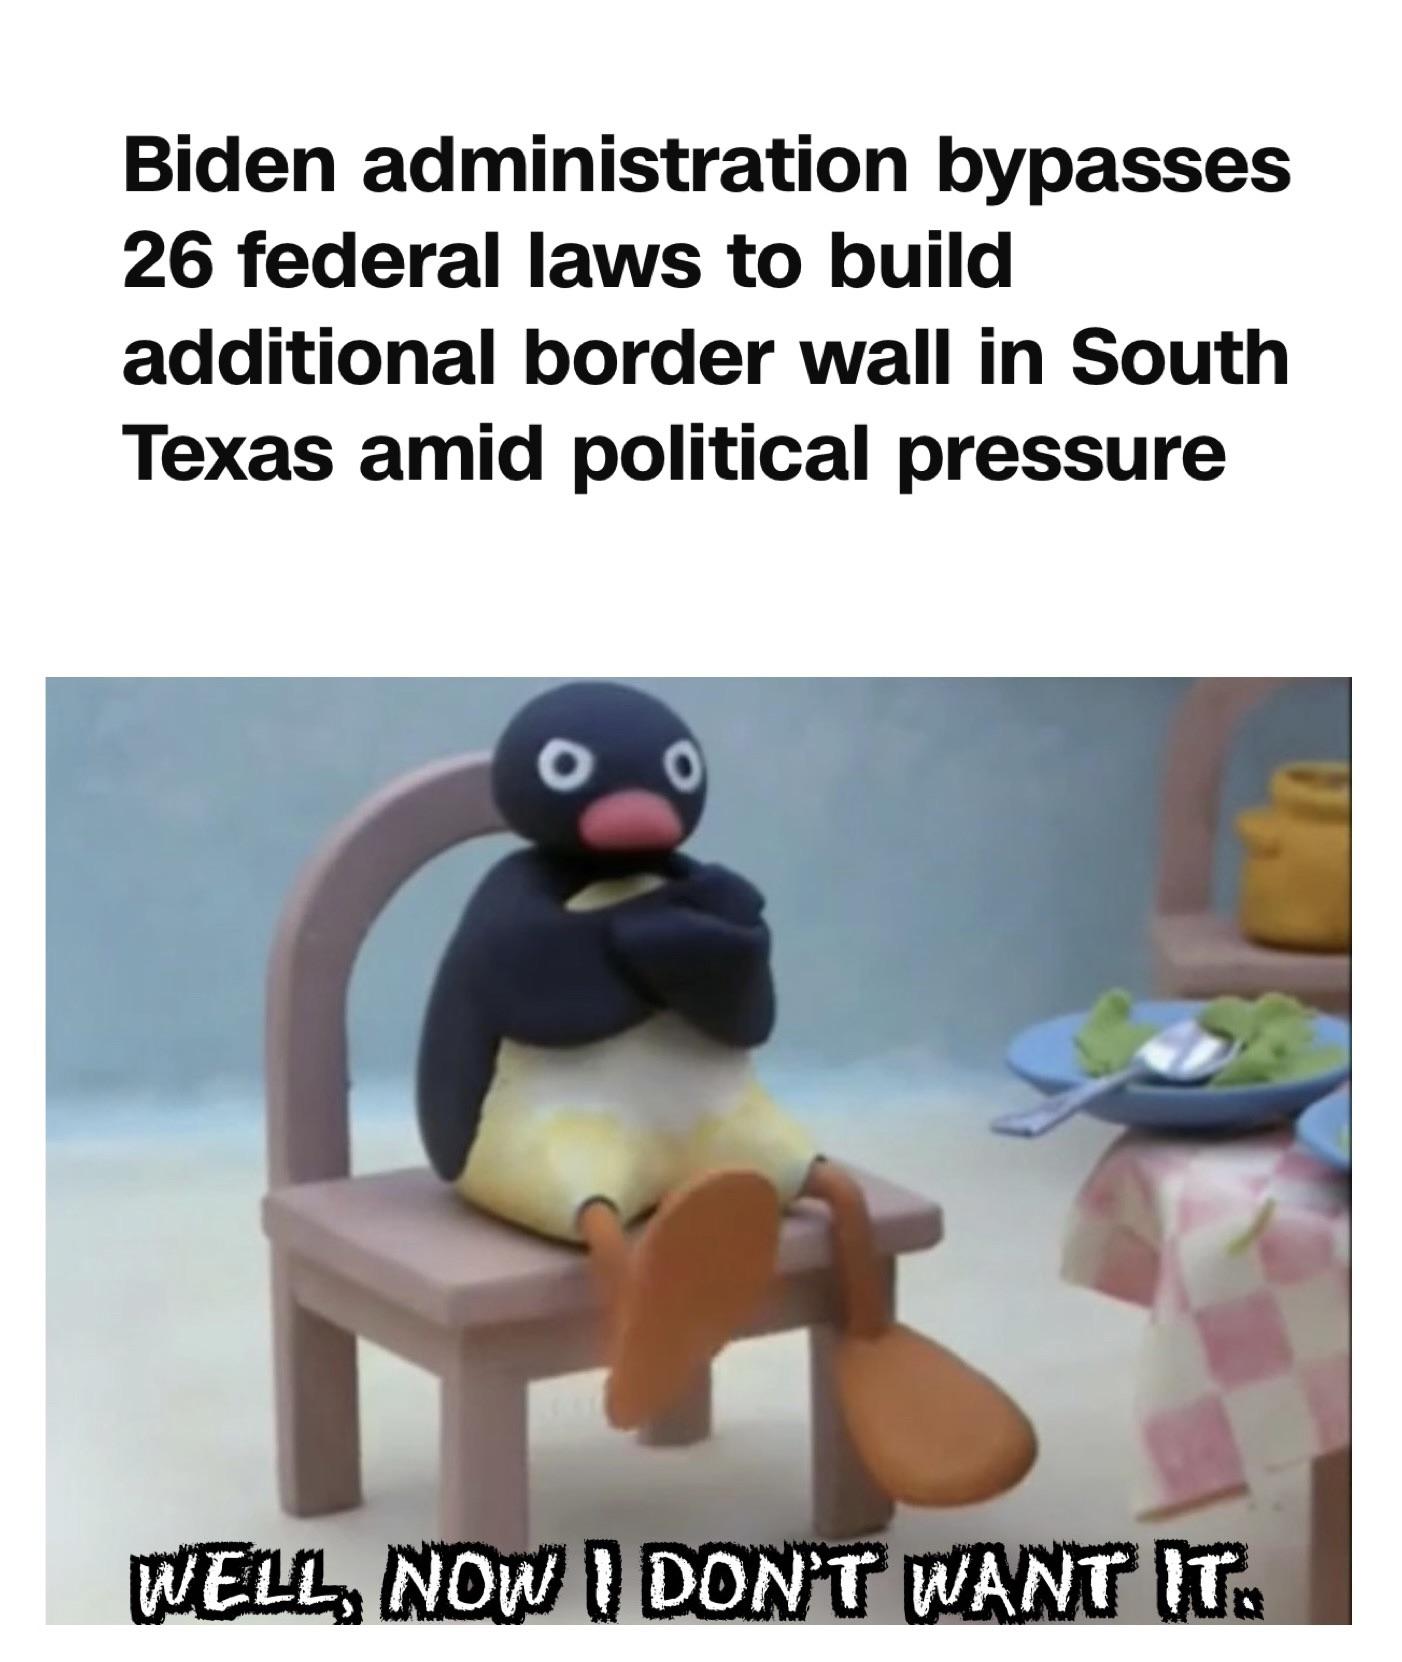 Biden administration bypasses
26 federal laws to build
additional border wall in South
Texas amid political pressure
WELL, NOW I DON'T WANT IT.